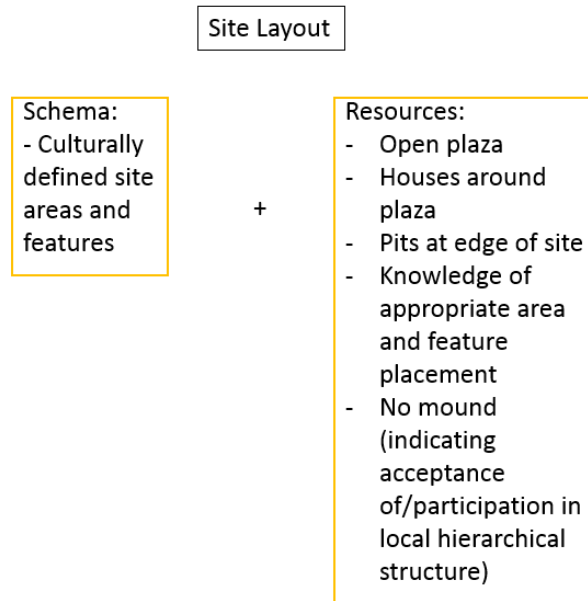 Site Layout
Schema:
- Culturally
defined site
areas and
features
+
Resources:
- Open plaza
- Houses around
plaza
- Pits at edge of site
- Knowledge of
appropriate area
and feature
placement
- No mound
(indicating
acceptance
of/participation in
local hierarchical
structure)